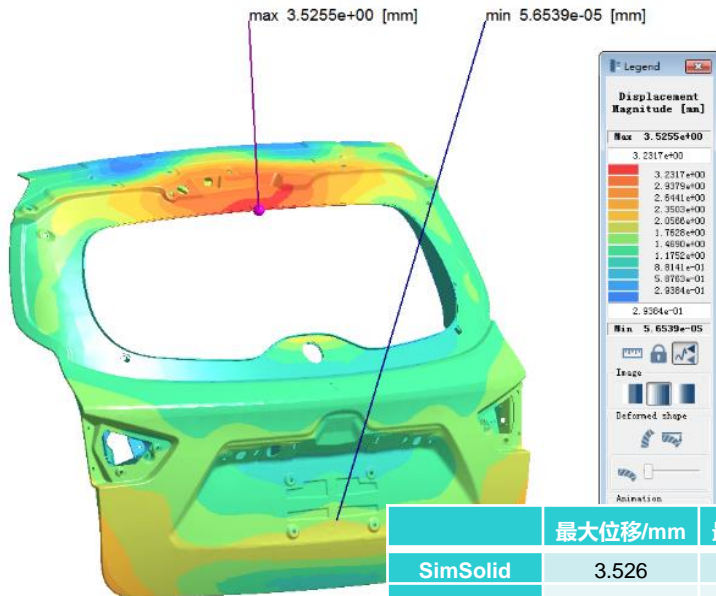 max 3.5255e+00 [mm]
min 5.6539e-05 [mm]
Legend
Displacement
Magnitude [mm]
Max 3.5255e+00
3.2317e+00
3.2317e+00
2.9379e+00
2.6441e+00
2.3503e+00
2.0566e+00
1.7628e+00
1.4690e+00
1.1752e+00
8.8141e-01
5.8763e-01
2.9384e-01
2.9384e-01
Min 5.6539e-05
Image
Deformed shape
Animation
最大位移/mm
SimSolid 3.526